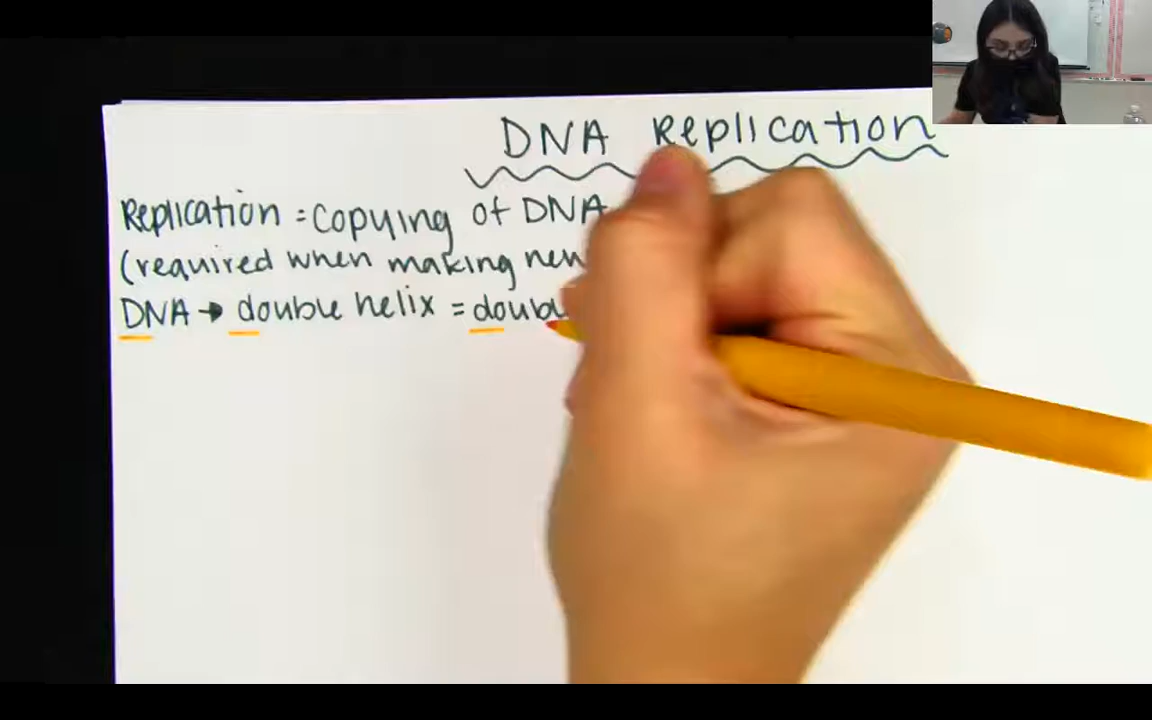 DNA Replication
Replication = copying of DNA
(required when making new
DNA → double helix = doubl